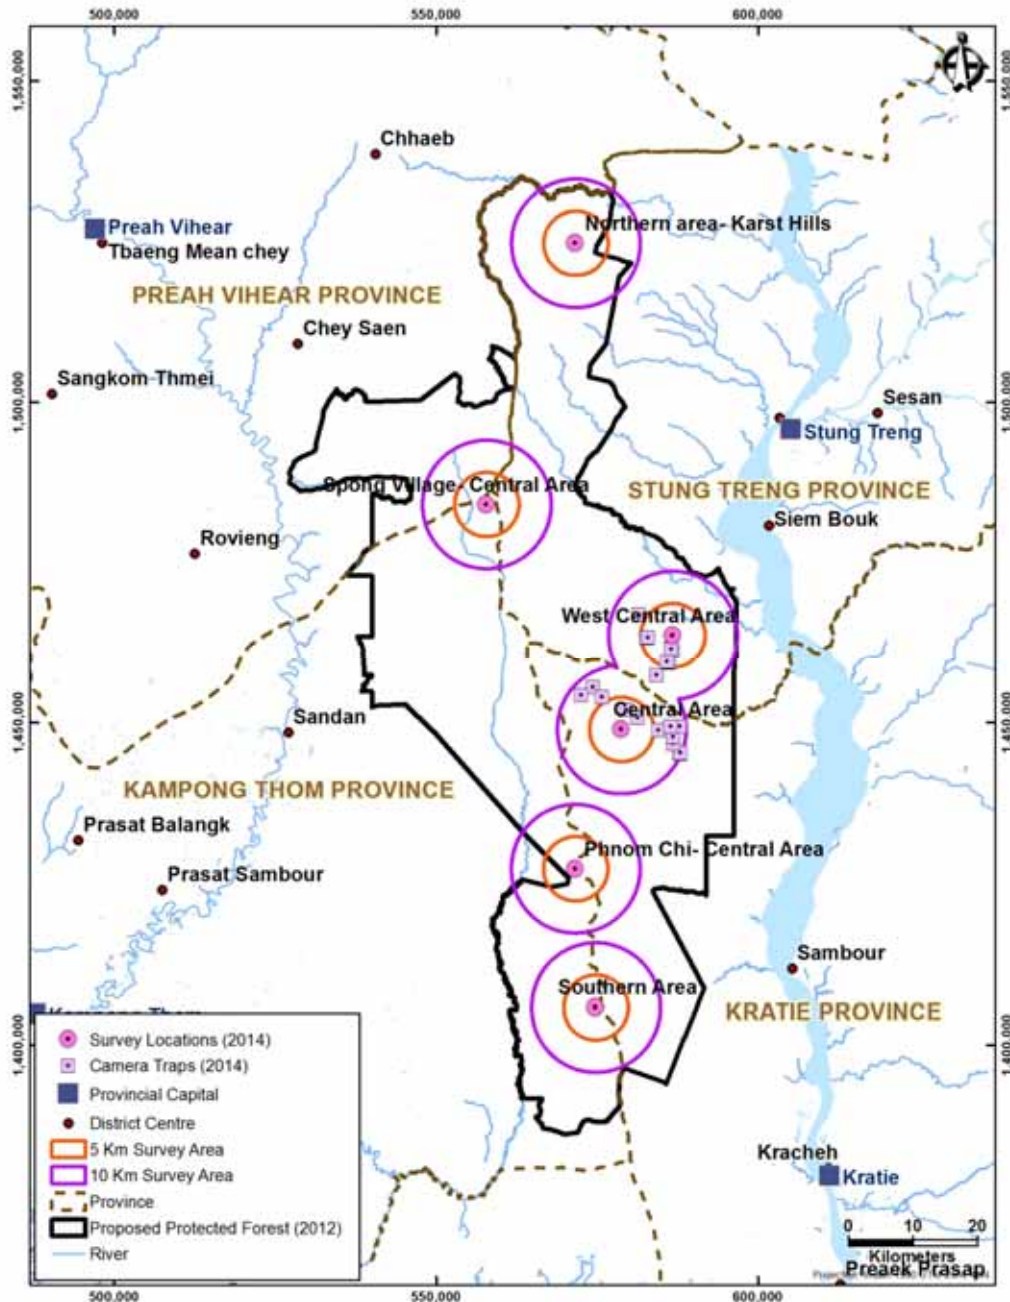 500,000
550,000
600,000
1,550,000
1,550,000
Chhaeb
Preah Vihear
Tbaeng Mean chey
Northern area- Karst Hills
PREAH VIHEAR PROVINCE
Chey Saen
Sangkom Thmei
1,500,000
1,500,000
Sesan
Stung Treng
Spong Village- Central Area
STUNG TRENG PROVINCE
Siem Bouk
Rovieng
West Central Area
Sandan
Central Area
1,450,000
1,450,000
KAMPONG THOM PROVINCE
Prasat Balangk
Phnom Chi- Central Area
Prasat Sambour
Sambour
Southern Area
KRATIE PROVINCE
1,400,000
1,400,000
Survey Locations (2014)
Camera Traps (2014)
Provincial Capital
District Centre
5 Km Survey Area
10 Km Survey Area
Province
Proposed Protected Forest (2012)
River
Kracheh
Kratie
0 10 20
Kilometers
Preaek Prasap
500,000
550,000
600,000